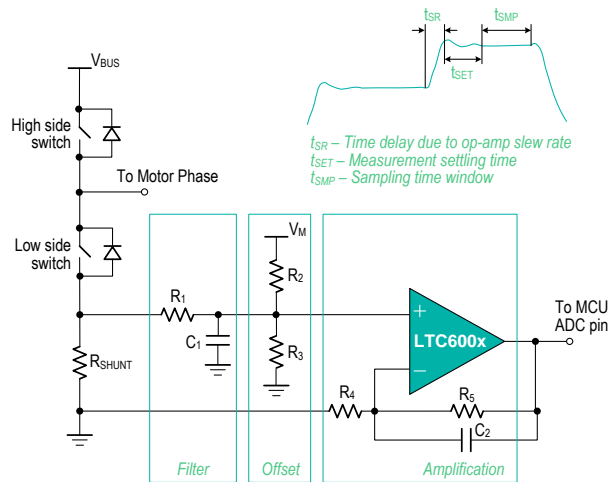 tSR
tSMP
tSET
tSR – Time delay due to op-amp slew rate
tSET – Measurement settling time
tSMP – Sampling time window
VBUS
High side
switch
To Motor Phase
Low side
switch
VM
R1
R2
C1
R3
RSHUNT
+
LTC600x
–
To MCU
ADC pin
R4
R5
C2
Filter
Offset
Amplification